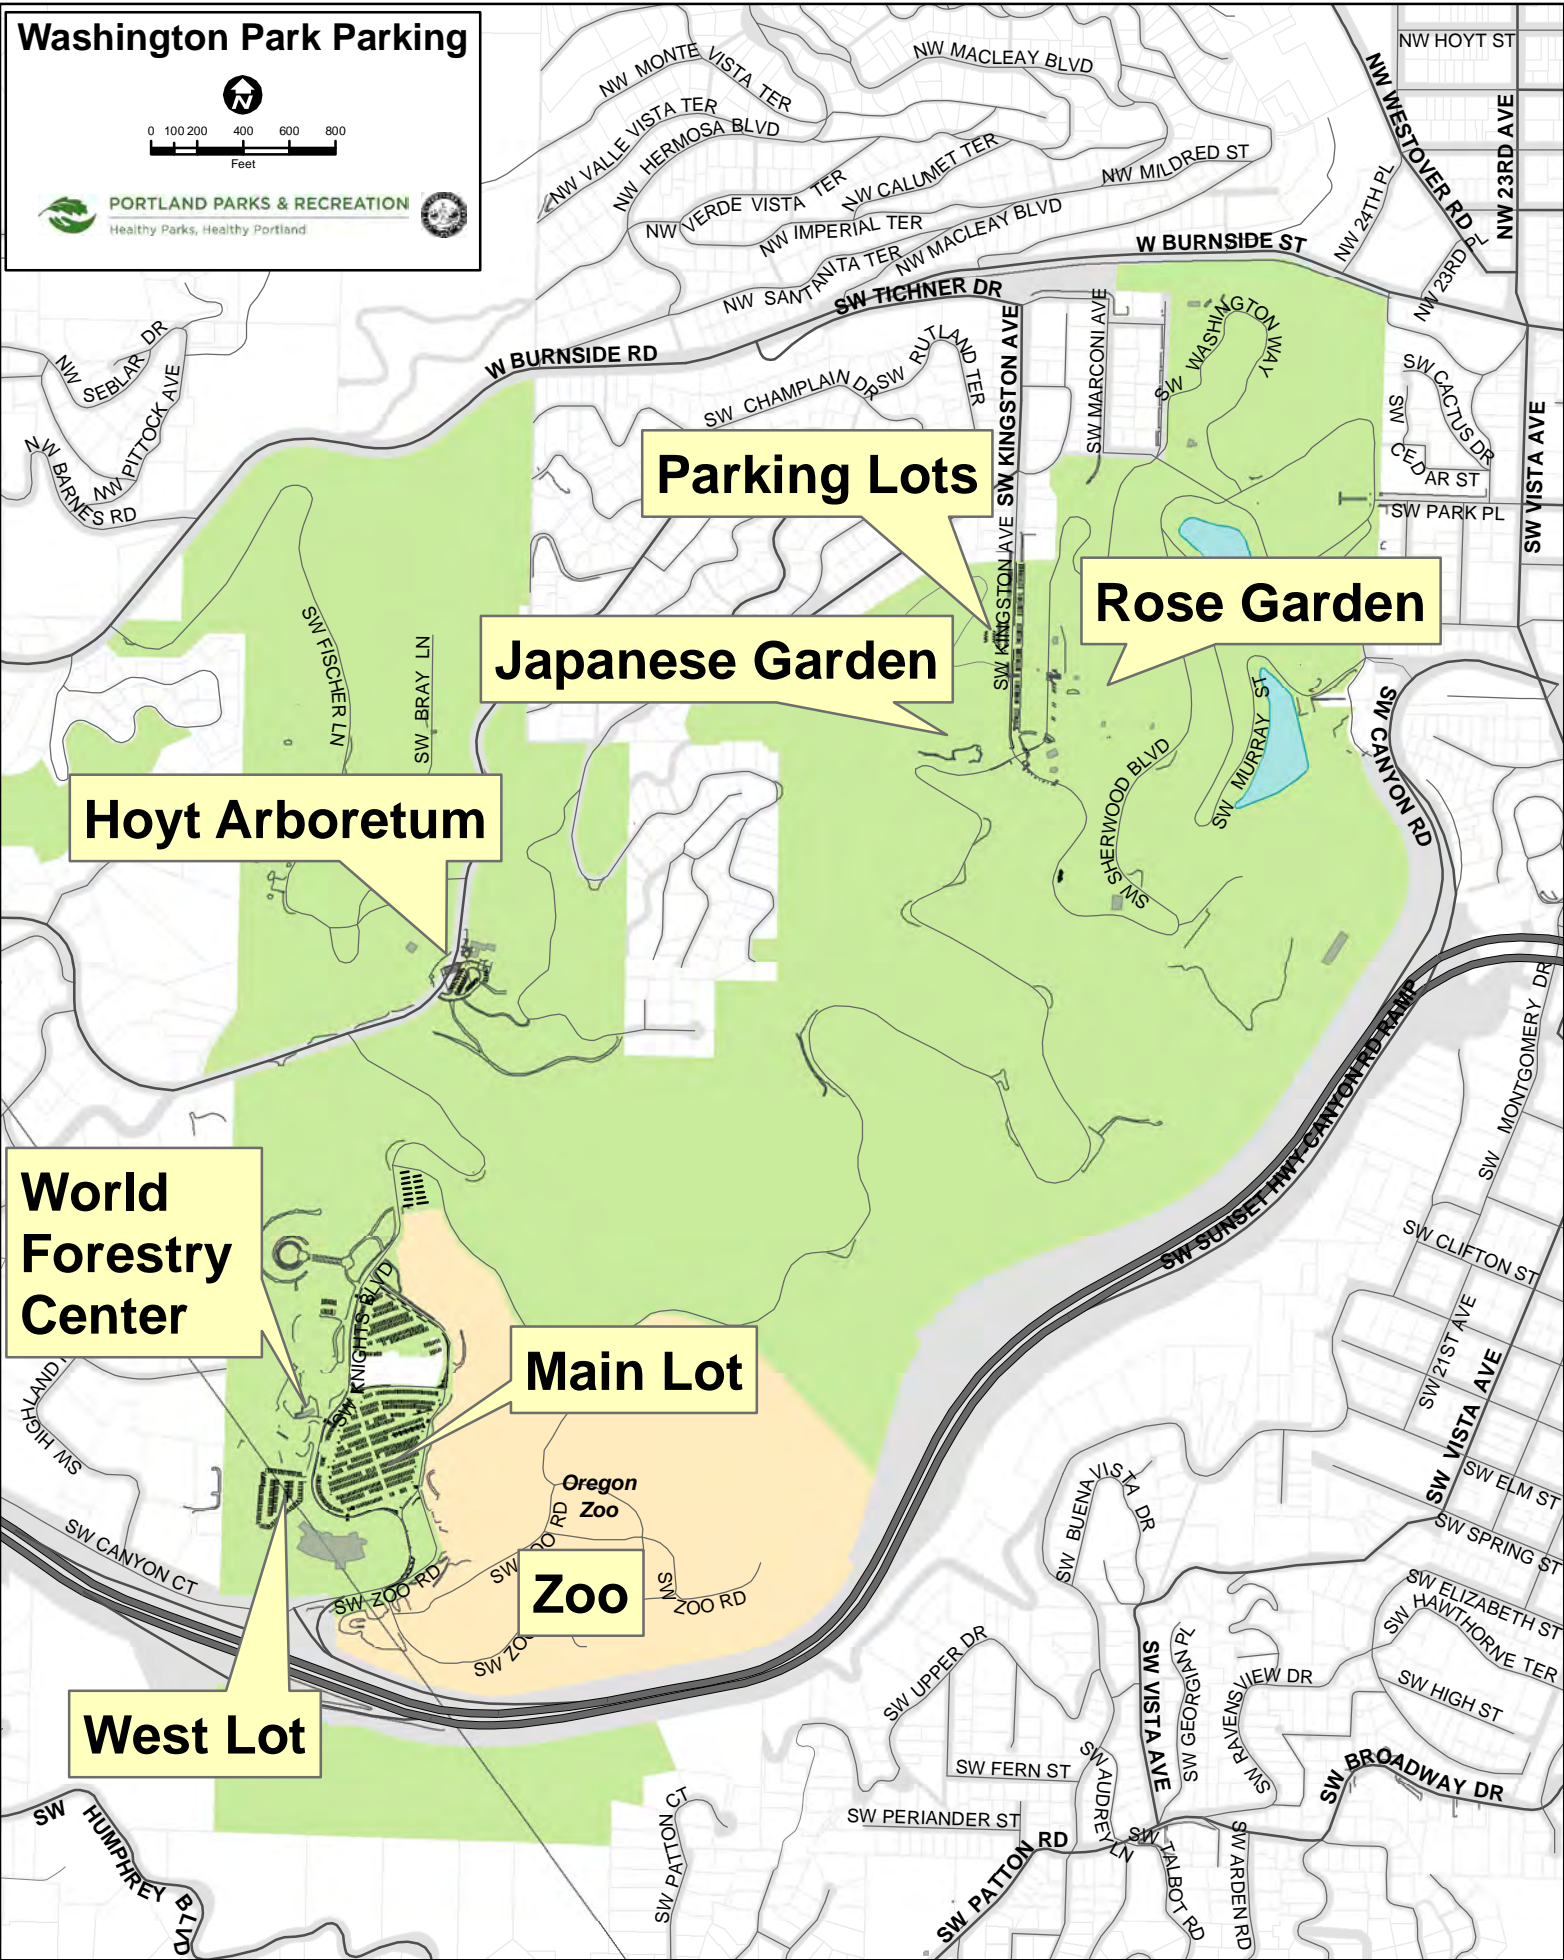 Washington Park Parking
N
0 100 200 400 600 800
Feet
PORTLAND PARKS & RECREATION
Healthy Parks, Healthy Portland
NW MONTE VISTA TER
NW MACLEAY BLVD
NW HOYT ST
NW WESTOVER RD
NW 23RD AVE
NW VALLE VISTA TER
NW HERMOSA BLVD
NW VERDE VISTA TER
NW CALUMET TER
NW MILDRED ST
NW IMPERIAL TER
NW MACLEAY BLVD
NW SANTANITA TER
NW 24TH PL
NW 23RD PL
W BURNSIDE ST
SW TICHNER DR
W BURNSIDE RD
NW SEBLAR DR
NW PITTOCK AVE
NW BARNES RD
SW CHAMPLAIN DR
SW RUTLAND TER
SW KINGSTON AVE
SW MARCONI AVE
SW WASHINGTON WAY
SW CACTUS DR
SW CEDAR ST
SW VISTA AVE
SW PARK PL
Parking Lots
SW KINGSTON AVE
Rose Garden
Japanese Garden
SW FISCHER LN
SW BRAY LN
SW MURRAY ST
SW CANYON RD
SW SHERWOOD BLVD
Hoyt Arboretum
SW SUNSET HWY-CANYON RD RAMP
SW MONTGOMERY DR
World
Forestry
Center
SW KNIGHTS BLVD
Main Lot
SW CLIFTON ST
SW 21ST AVE
SW VISTA AVE
SW HIGHLAND
SW ELM ST
SW SPRING ST
SW ELIZABETH ST
SW HAWTHORNE TER
SW HIGH ST
SW CANYON CT
Oregon
Zoo
SW ZOO RD
SW ZOO RD
SW ZOO RD
Zoo
SW BUENA VISTA DR
West Lot
SW UPPER DR
SW VISTA AVE
SW GEORGIAN PL
SW RAVENSVIEW DR
SW FERN ST
SW AUDREY LN
SW BROADWAY DR
SW PERIANDER ST
SW PATTON RD
SW TALBOT RD
SW ARDEN RD
SW PATTON CT
SW HUMPHREY BLVD